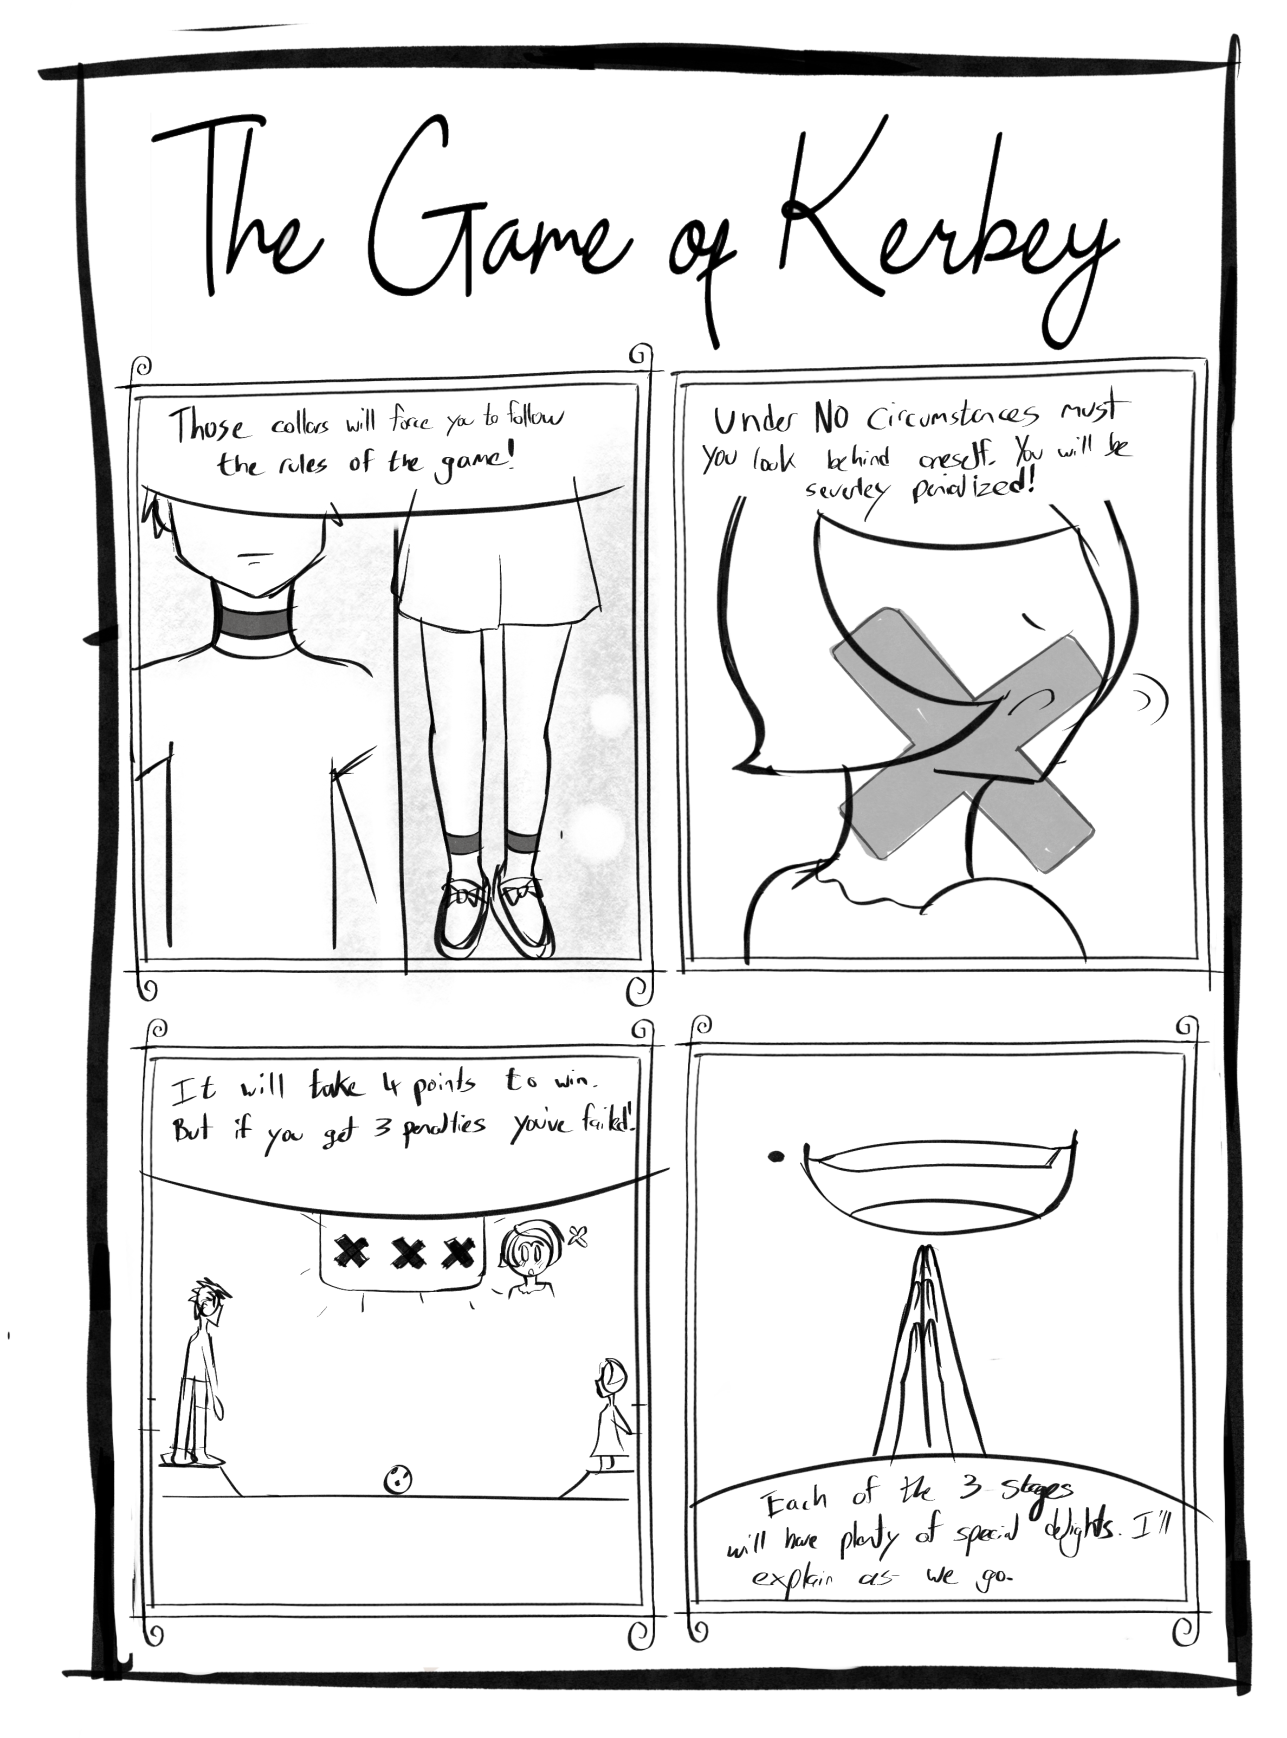 The Game of Kerbey
Those collars will force you to follow
the rules of the game!
Under NO circumstances must
you look behind oneself. You will be
severley penalized!
It will take 4 points to win.
But if you get 3 penalties you've failed!
Each of the 3 stages
will have plenty of special delights. I'll
explain as we go.